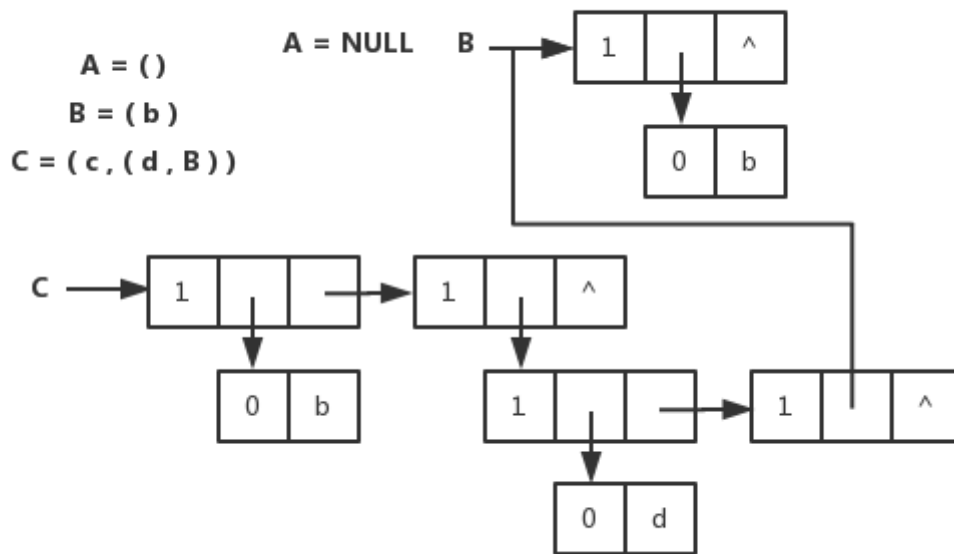 A = NULL B 1 ^
A = ( )
B = ( b )
C = ( c , ( d , B ) )
0 b
C 1 1 ^
0 b 1 1 ^
0 d